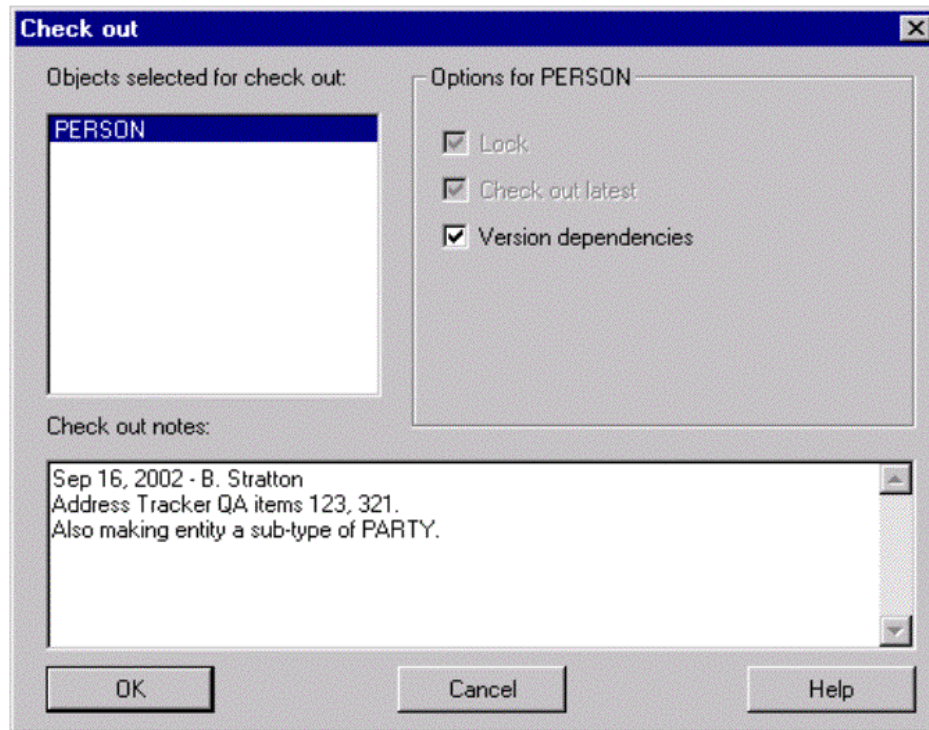 Check out
Objects selected for check out:
PERSON
Options for PERSON
Lock
Check out latest
Version dependencies
Check out notes:
Sep 16, 2002 - B. Stratton
Address Tracker QA items 123, 321.
Also making entity a sub-type of PARTY.
OK
Cancel
Help